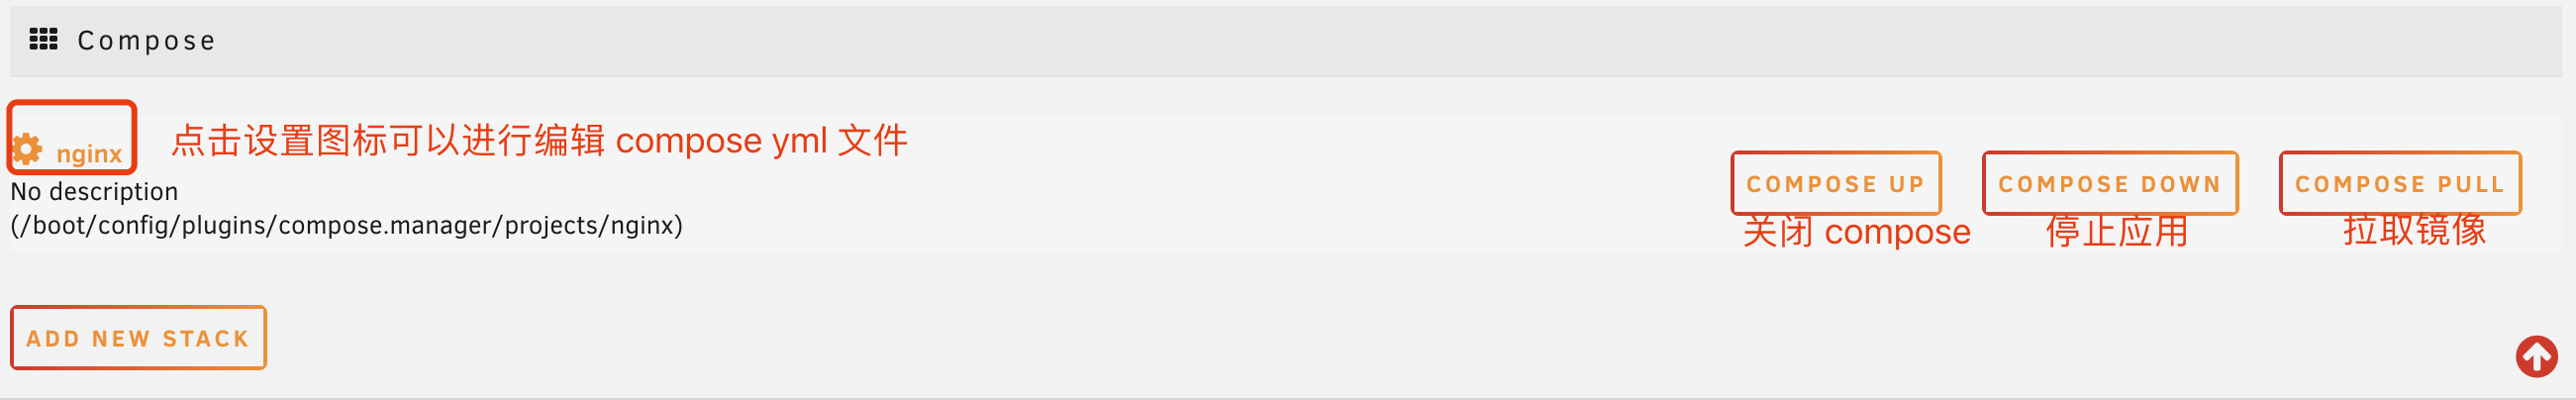 Compose
nginx
点击设置图标可以进行编辑 compose yml 文件
No description
(/boot/config/plugins/compose.manager/projects/nginx)
COMPOSE UP
COMPOSE DOWN
COMPOSE PULL
关闭 compose
停止应用
拉取镜像
ADD NEW STACK